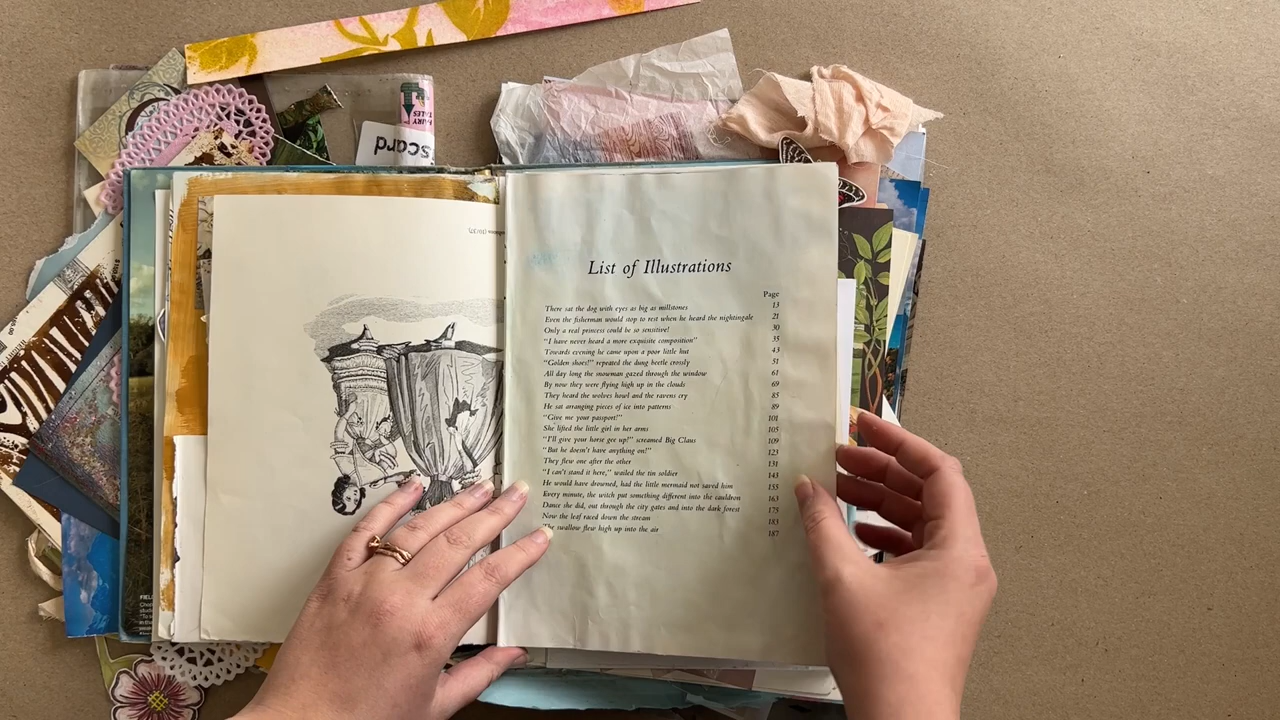 FAIRY
TALES
scard
List of Illustrations
Page
There sat the dog with eyes as big as millstones 13
Even the fisherman would stop to rest when he heard the nightingale 21
Only a real princess could be so sensitive! 30
"I have never heard a more exquisite composition" 35
Towards evening he came upon a poor little hut 43
"Golden shoes!" repeated the dung beetle crossly 51
All day long the snowman gazed through the window 61
By now they were flying high up in the clouds 69
They heard the wolves howl and the ravens cry 85
He sat arranging pieces of ice into patterns 89
"Give me your passport!" 101
She lifted the little girl in her arms 105
"I'll give your horse gee up!" screamed Big Claus 109
"But he doesn't have anything on!" 123
They flew one after the other 131
"I can't stand it here," wailed the tin soldier 143
He would have drowned, had the little mermaid not saved him 155
Every minute, the witch put something different into the cauldron 163
Dance she did, out through the city gates and into the dark forest 175
Now the leaf raced down the stream 183
The swallow flew high up into the air 187